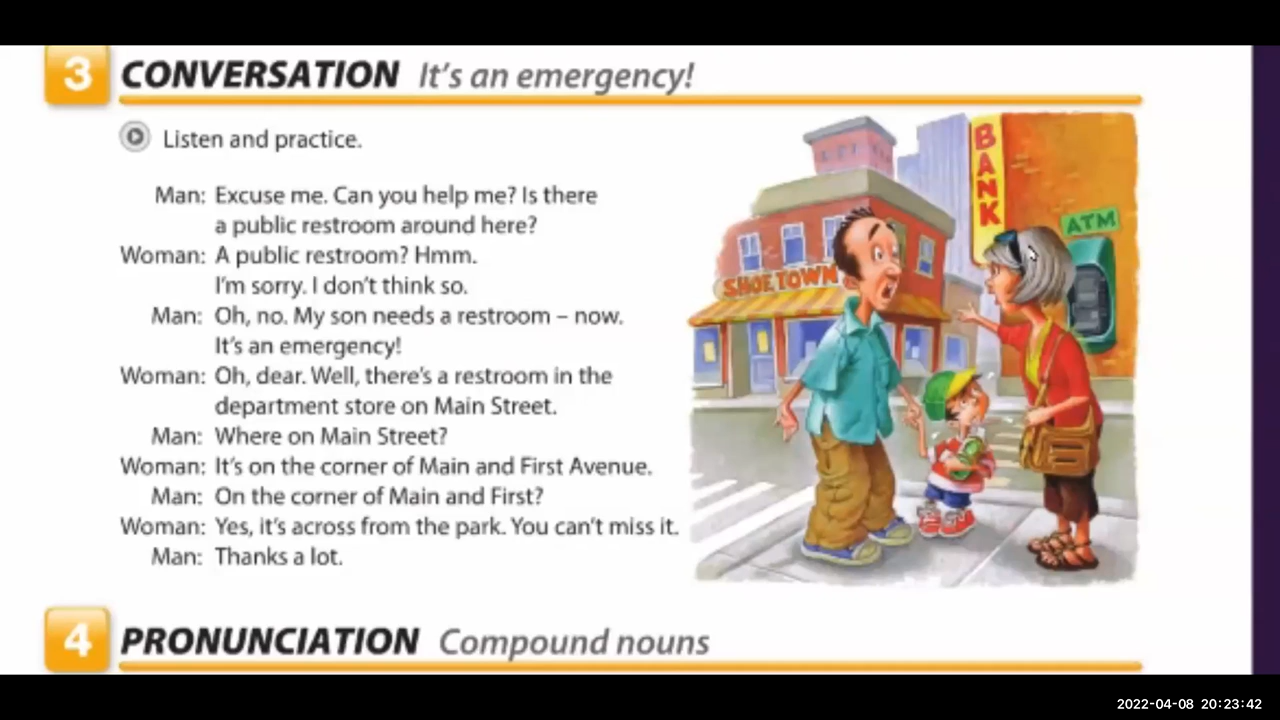 3 CONVERSATION It's an emergency!
Listen and practice.
Man: Excuse me. Can you help me? Is there
a public restroom around here?
Woman: A public restroom? Hmm.
I'm sorry. I don't think so.
Man: Oh, no. My son needs a restroom – now.
It's an emergency!
Woman: Oh, dear. Well, there's a restroom in the
department store on Main Street.
Man: Where on Main Street?
Woman: It's on the corner of Main and First Avenue.
Man: On the corner of Main and First?
Woman: Yes, it's across from the park. You can't miss it.
Man: Thanks a lot.
BANK
ATM
SHOE TOWN
4 PRONUNCIATION Compound nouns
2022-04-08 20:23:42